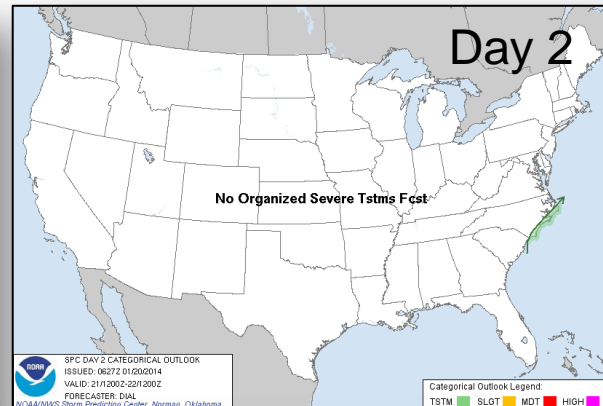 Day 2
No Organized Severe Tstms Fcst
NOAA
SPC DAY 2 CATEGORICAL OUTLOOK
ISSUED: 0627Z 01/20/2014
VALID: 21/1200Z-22/1200Z
FORECASTER: DIAL
NOAA/NWS Storm Prediction Center, Norman, Oklahoma
Categorical Outlook Legend:
TSTM SLGT MDT HIGH